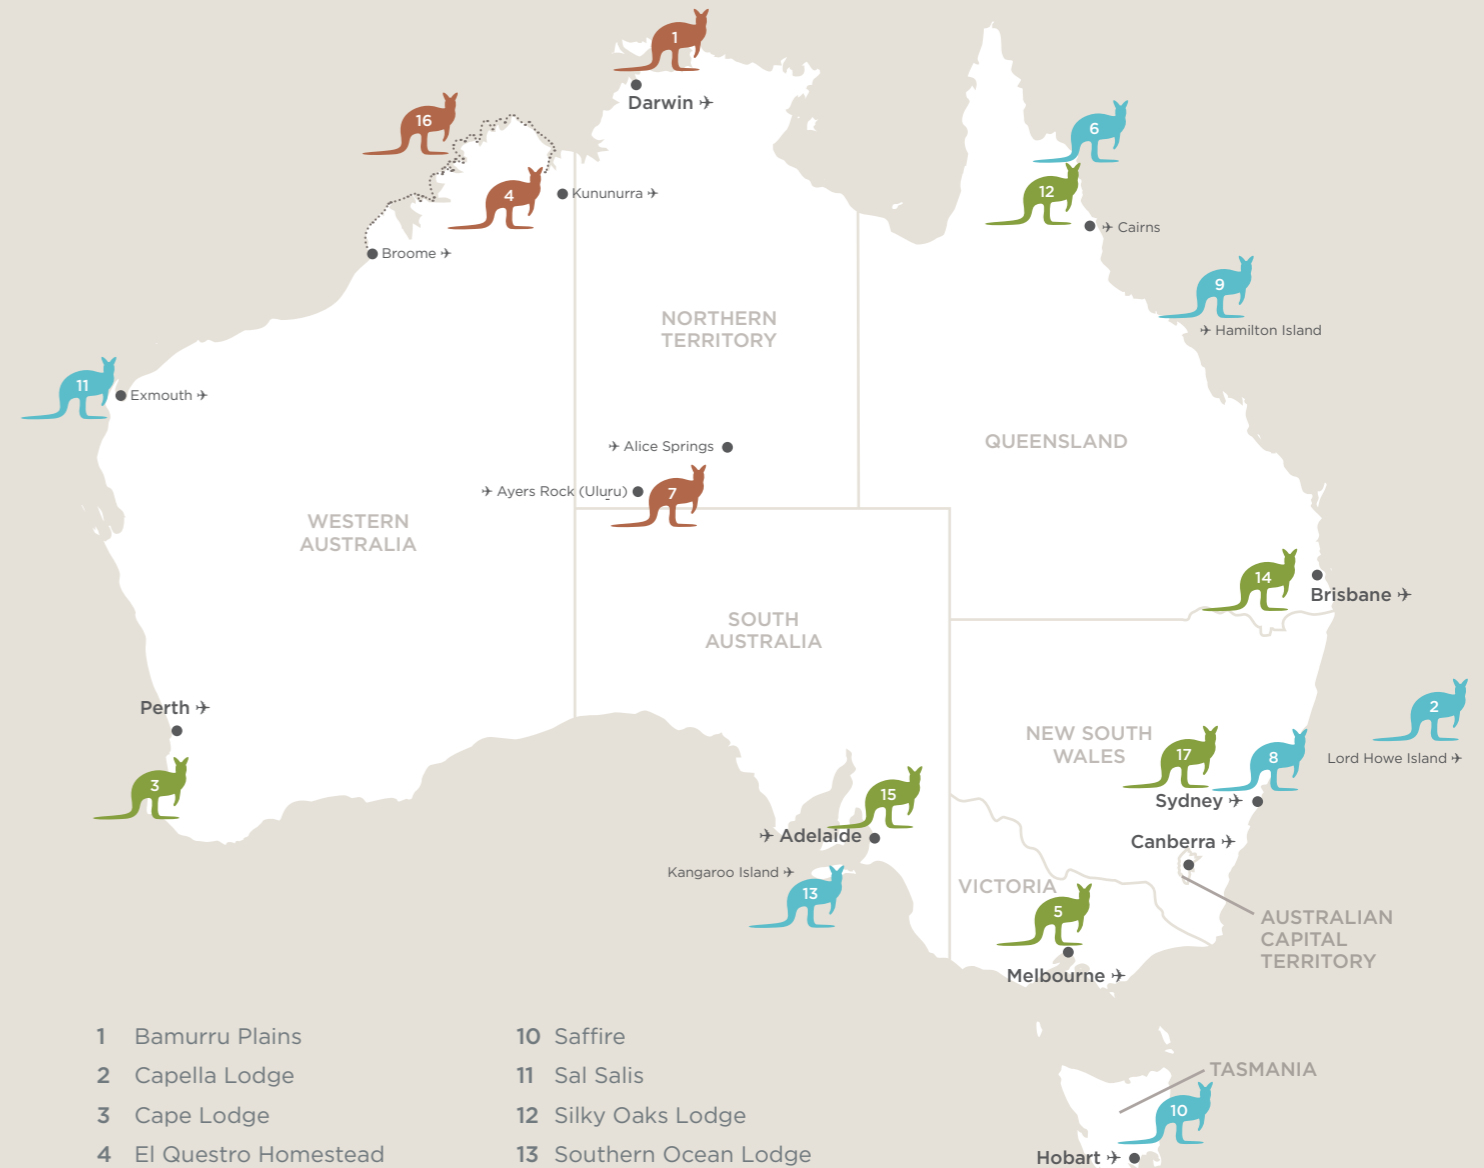 1
Darwin ✈
16
6
4
Kununurra ✈
12
✈ Cairns
Broome ✈
9
✈ Hamilton Island
NORTHERN
TERRITORY
11
Exmouth ✈
✈ Alice Springs
QUEENSLAND
✈ Ayers Rock (Uluṟu)
7
WESTERN
AUSTRALIA
14
Brisbane ✈
SOUTH
AUSTRALIA
Perth ✈
2
Lord Howe Island ✈
NEW SOUTH
WALES
17
8
Sydney ✈
3
15
✈ Adelaide
Canberra ✈
Kangaroo Island ✈
13
VICTORIA
5
AUSTRALIAN
CAPITAL
TERRITORY
Melbourne ✈
TASMANIA
10
Hobart ✈
1 Bamurru Plains
2 Capella Lodge
3 Cape Lodge
4 El Questro Homestead
10 Saffire
11 Sal Salis
12 Silky Oaks Lodge
13 Southern Ocean Lodge